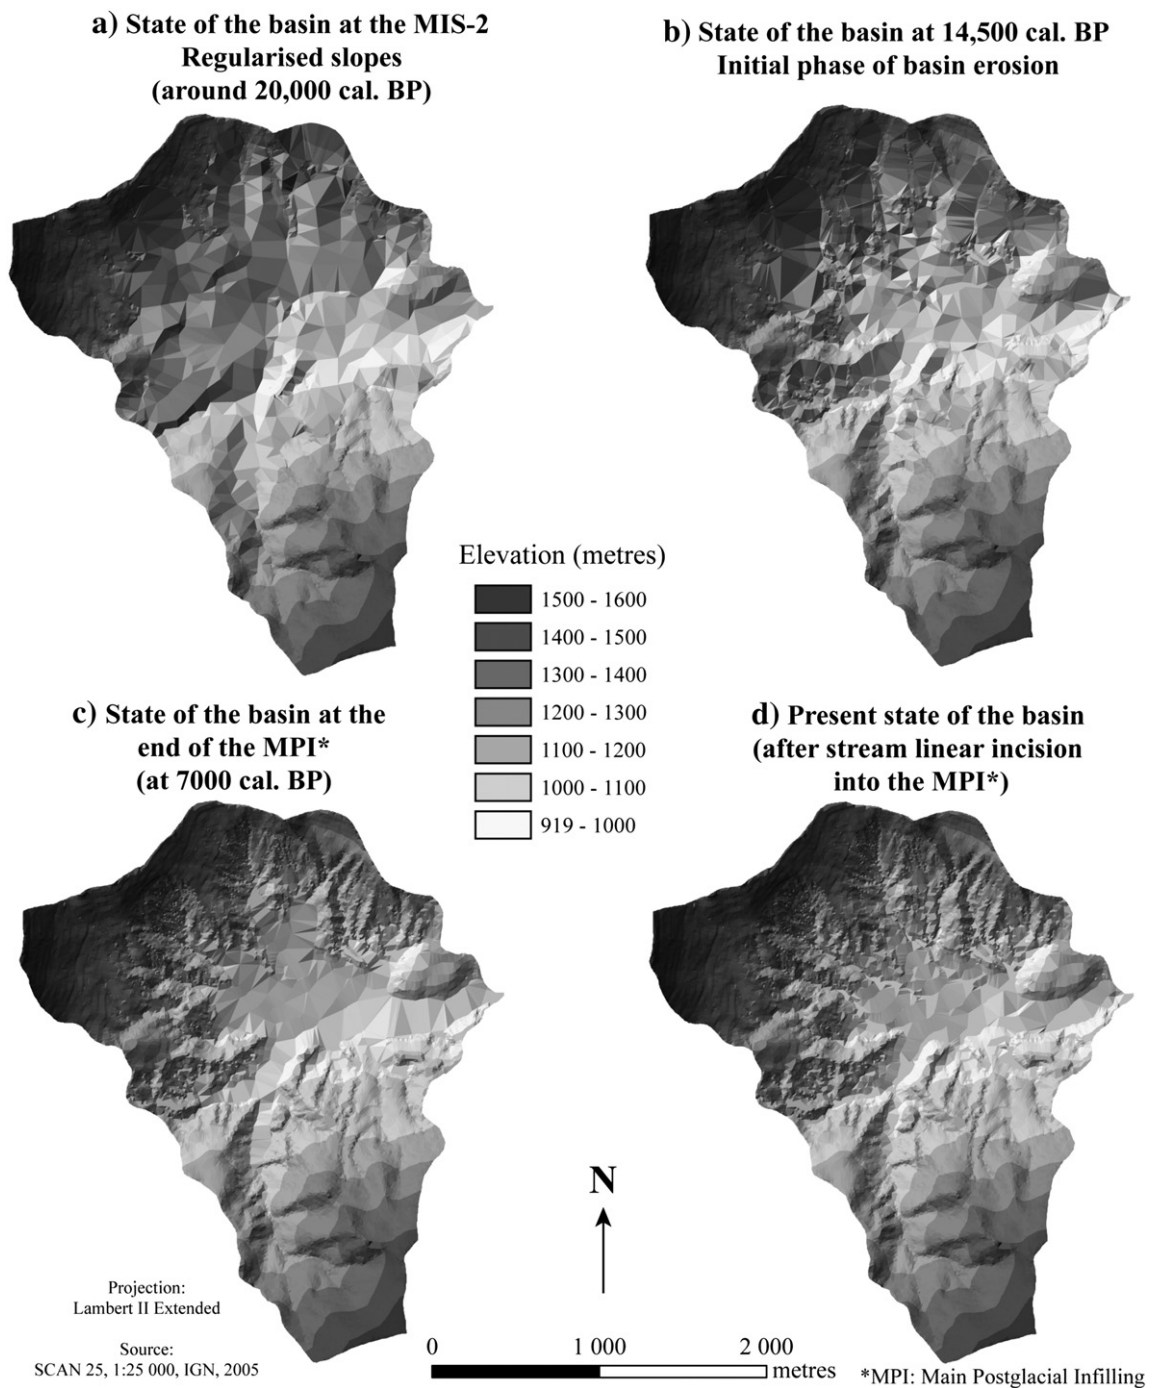 a) State of the basin at the MIS-2
Regularised slopes
(around 20,000 cal. BP)
b) State of the basin at 14,500 cal. BP
Initial phase of basin erosion
Elevation (metres)
1500 - 1600
1400 - 1500
1300 - 1400
1200 - 1300
1100 - 1200
1000 - 1100
919 - 1000
c) State of the basin at the
end of the MPI*
(at 7000 cal. BP)
d) Present state of the basin
(after stream linear incision
into the MPI*)
N
Projection:
Lambert II Extended
Source:
SCAN 25, 1:25 000, IGN, 2005
0 1 000 2 000
metres
*MPI: Main Postglacial Infilling